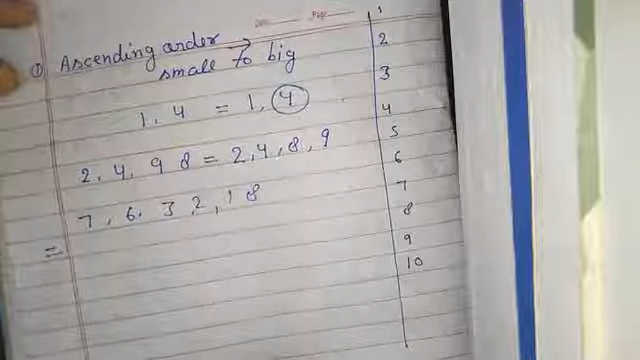 ① Ascending order →
small to big
1, 4 = 1, 4
2, 4, 9 8 = 2, 4, 8, 9
7, 6, 3 2, 1 8
=
1
2
3
4
5
6
7
8
9
10